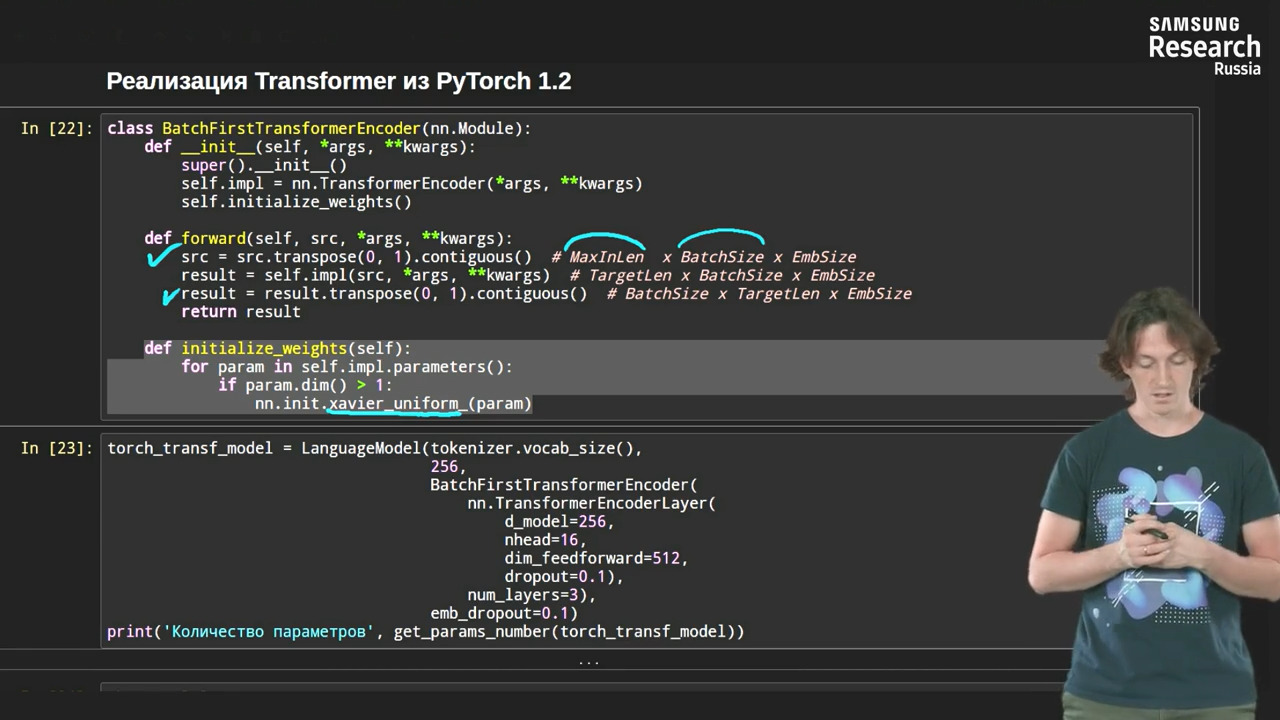 SAMSUNG
Research
Russia
Реализация Transformer из PyTorch 1.2
In [22]:
class BatchFirstTransformerEncoder(nn.Module):
    def __init__(self, *args, **kwargs):
        super().__init__()
        self.impl = nn.TransformerEncoder(*args, **kwargs)
        self.initialize_weights()
    def forward(self, src, *args, **kwargs):
        src = src.transpose(0, 1).contiguous()  # MaxInLen  x BatchSize x EmbSize
        result = self.impl(src, *args, **kwargs)  # TargetLen x BatchSize x EmbSize
        result = result.transpose(0, 1).contiguous()  # BatchSize x TargetLen x EmbSize
        return result
    def initialize_weights(self):
        for param in self.impl.parameters():
            if param.dim() > 1:
                nn.init.xavier_uniform_(param)
In [23]:
torch_transf_model = LanguageModel(tokenizer.vocab_size(),
                                   256,
                                   BatchFirstTransformerEncoder(
                                       nn.TransformerEncoderLayer(
                                           d_model=256,
                                           nhead=16,
                                           dim_feedforward=512,
                                           dropout=0.1),
                                       num_layers=3),
                                   emb_dropout=0.1)
print('Количество параметров', get_params_number(torch_transf_model))
...